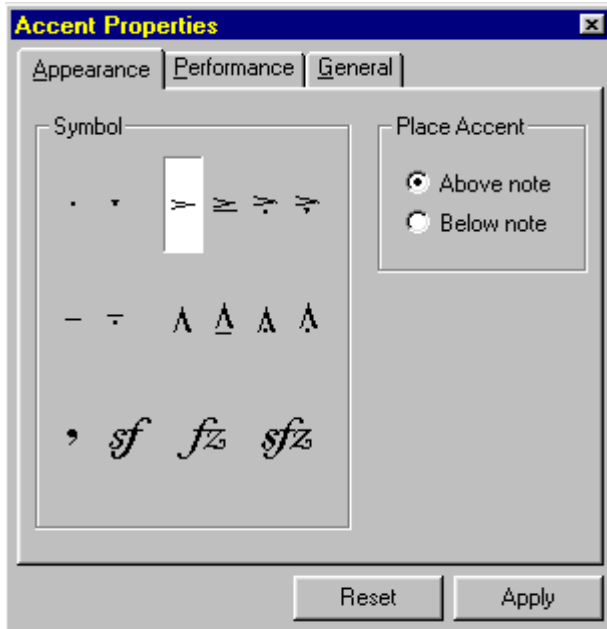 Accent Properties
Appearance Performance General
Symbol
Place Accent
Above note
Below note
sf fz sfz
Reset Apply